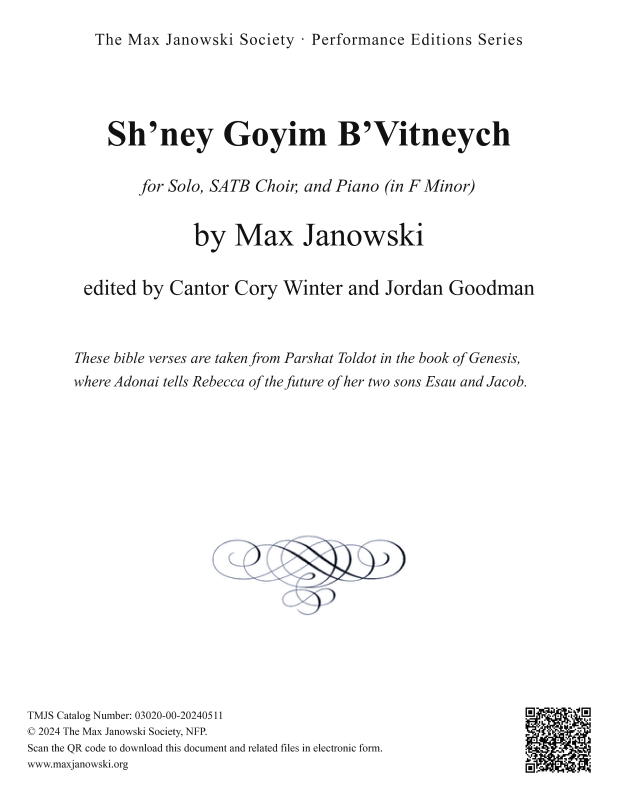 The Max Janowski Society · Performance Editions Series
Sh’ney Goyim B’Vitneych
for Solo, SATB Choir, and Piano (in F Minor)
by Max Janowski
edited by Cantor Cory Winter and Jordan Goodman
These bible verses are taken from Parshat Toldot in the book of Genesis,
where Adonai tells Rebecca of the future of her two sons Esau and Jacob.
TMJS Catalog Number: 03020-00-20240511
© 2024 The Max Janowski Society, NFP.
Scan the QR code to download this document and related files in electronic form.
www.maxjanowski.org